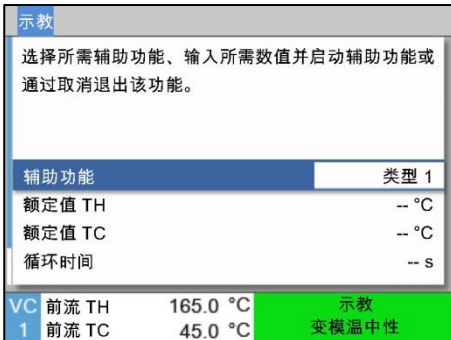 示教
选择所需辅助功能、输入所需数值并启动辅助功能或
通过取消退出该功能。
辅助功能 类型 1
额定值 TH -- °C
额定值 TC -- °C
循环时间 -- s
VC 前流 TH 165.0 °C 示教
1 前流 TC 45.0 °C 变模温中性